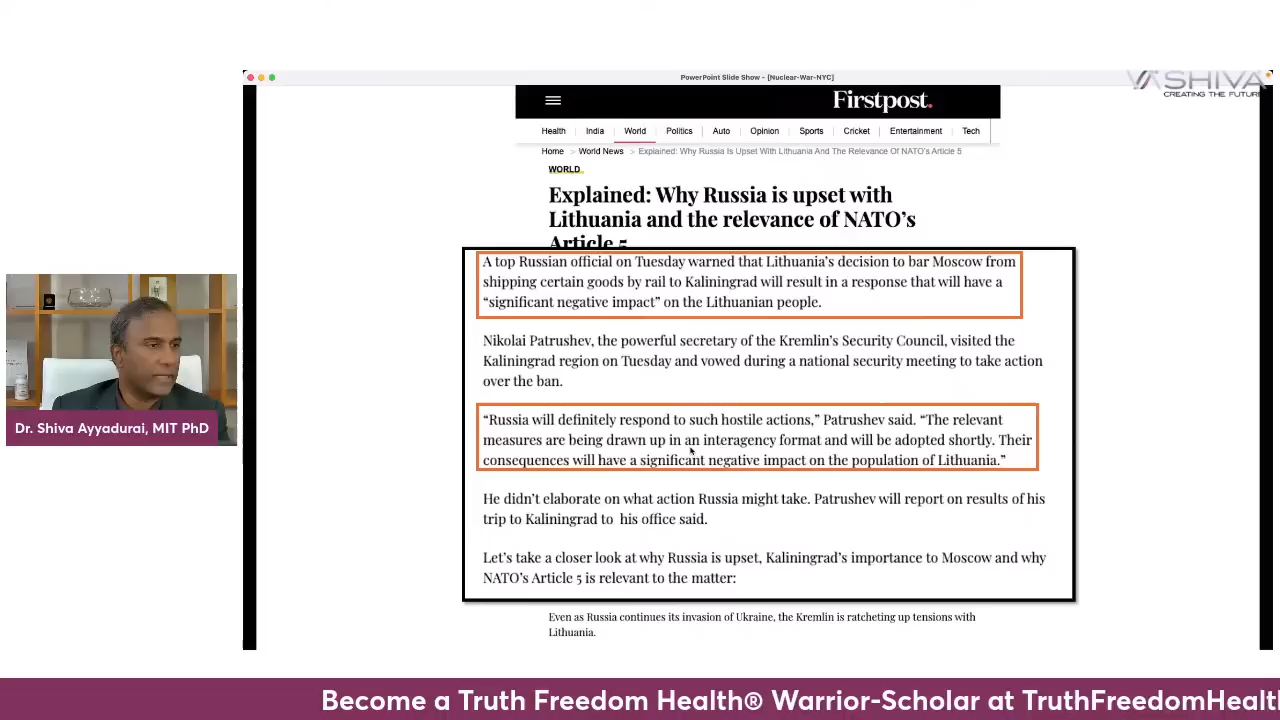 PowerPoint Slide Show - [Nuclear-War-NYC]
VASHIVA
CREATING THE FUTURE
Firstpost.
Health India World Politics Auto Opinion Sports Cricket Entertainment Tech
Home > World News > Explained: Why Russia Is Upset With Lithuania And The Relevance Of NATO's Article 5
WORLD
Explained: Why Russia is upset with
Lithuania and the relevance of NATO's
Article 5
A top Russian official on Tuesday warned that Lithuania's decision to bar Moscow from
shipping certain goods by rail to Kaliningrad will result in a response that will have a
“significant negative impact” on the Lithuanian people.
Nikolai Patrushev, the powerful secretary of the Kremlin's Security Council, visited the
Kaliningrad region on Tuesday and vowed during a national security meeting to take action
over the ban.
“Russia will definitely respond to such hostile actions,” Patrushev said. “The relevant
measures are being drawn up in an interagency format and will be adopted shortly. Their
consequences will have a significant negative impact on the population of Lithuania.”
He didn't elaborate on what action Russia might take. Patrushev will report on results of his
trip to Kaliningrad to his office said.
Let's take a closer look at why Russia is upset, Kaliningrad's importance to Moscow and why
NATO's Article 5 is relevant to the matter:
Even as Russia continues its invasion of Ukraine, the Kremlin is ratcheting up tensions with
Lithuania.
Dr. Shiva Ayyadurai, MIT PhD
Become a Truth Freedom Health® Warrior-Scholar at TruthFreedomHealt